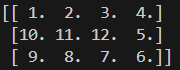 [[ 1.  2.  3.  4.]
 [10. 11. 12.  5.]
 [ 9.  8.  7.  6.]]